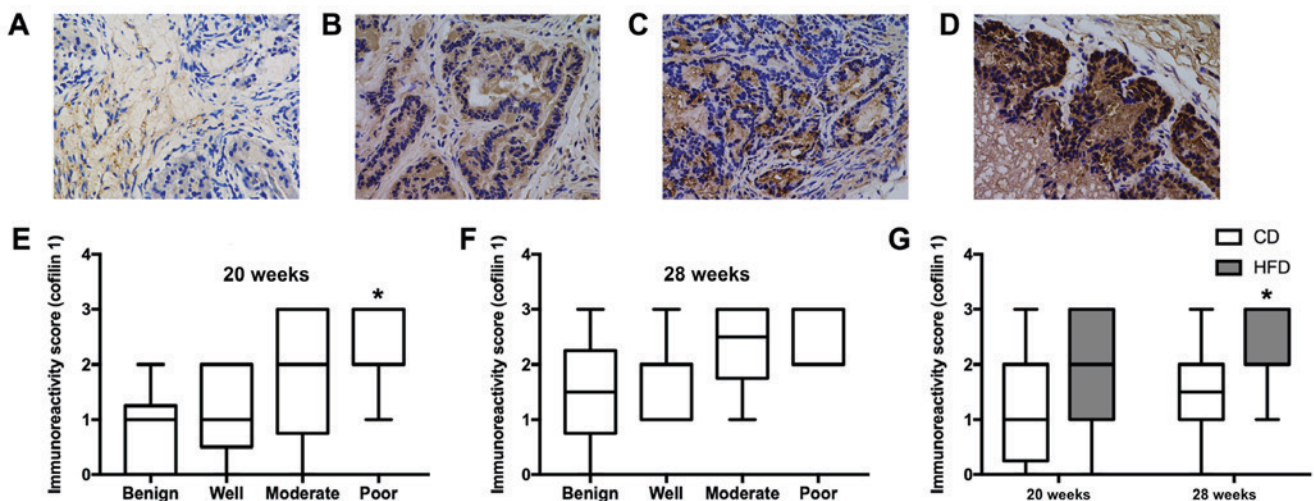 A
B
C
D
E
Immunoreactivity score (cofilin 1)
20 weeks
*
4
3
2
1
0
Benign Well Moderate Poor
F
Immunoreactivity score (cofilin 1)
28 weeks
4
3
2
1
0
Benign Well Moderate Poor
G
Immunoreactivity score (cofilin 1)
CD
HFD
*
4
3
2
1
0
20 weeks 28 weeks